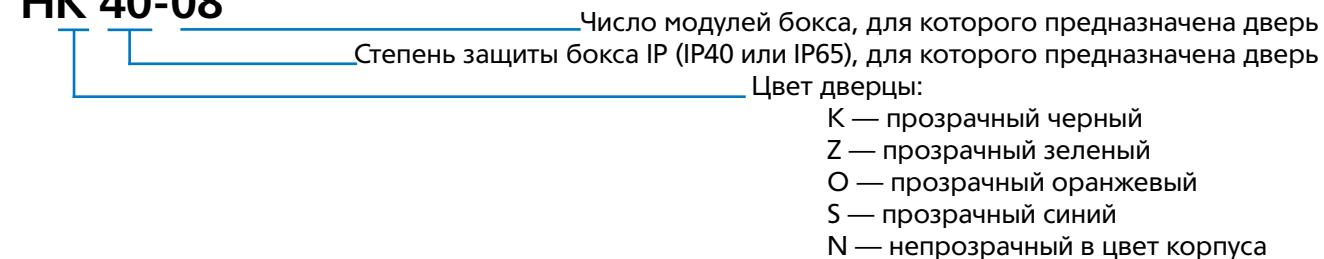 НК 40-08
Число модулей бокса, для которого предназначена дверь
Степень защиты бокса IP (IP40 или IP65), для которого предназначена дверь
Цвет дверцы:
К — прозрачный черный
Z — прозрачный зеленый
О — прозрачный оранжевый
S — прозрачный синий
N — непрозрачный в цвет корпуса